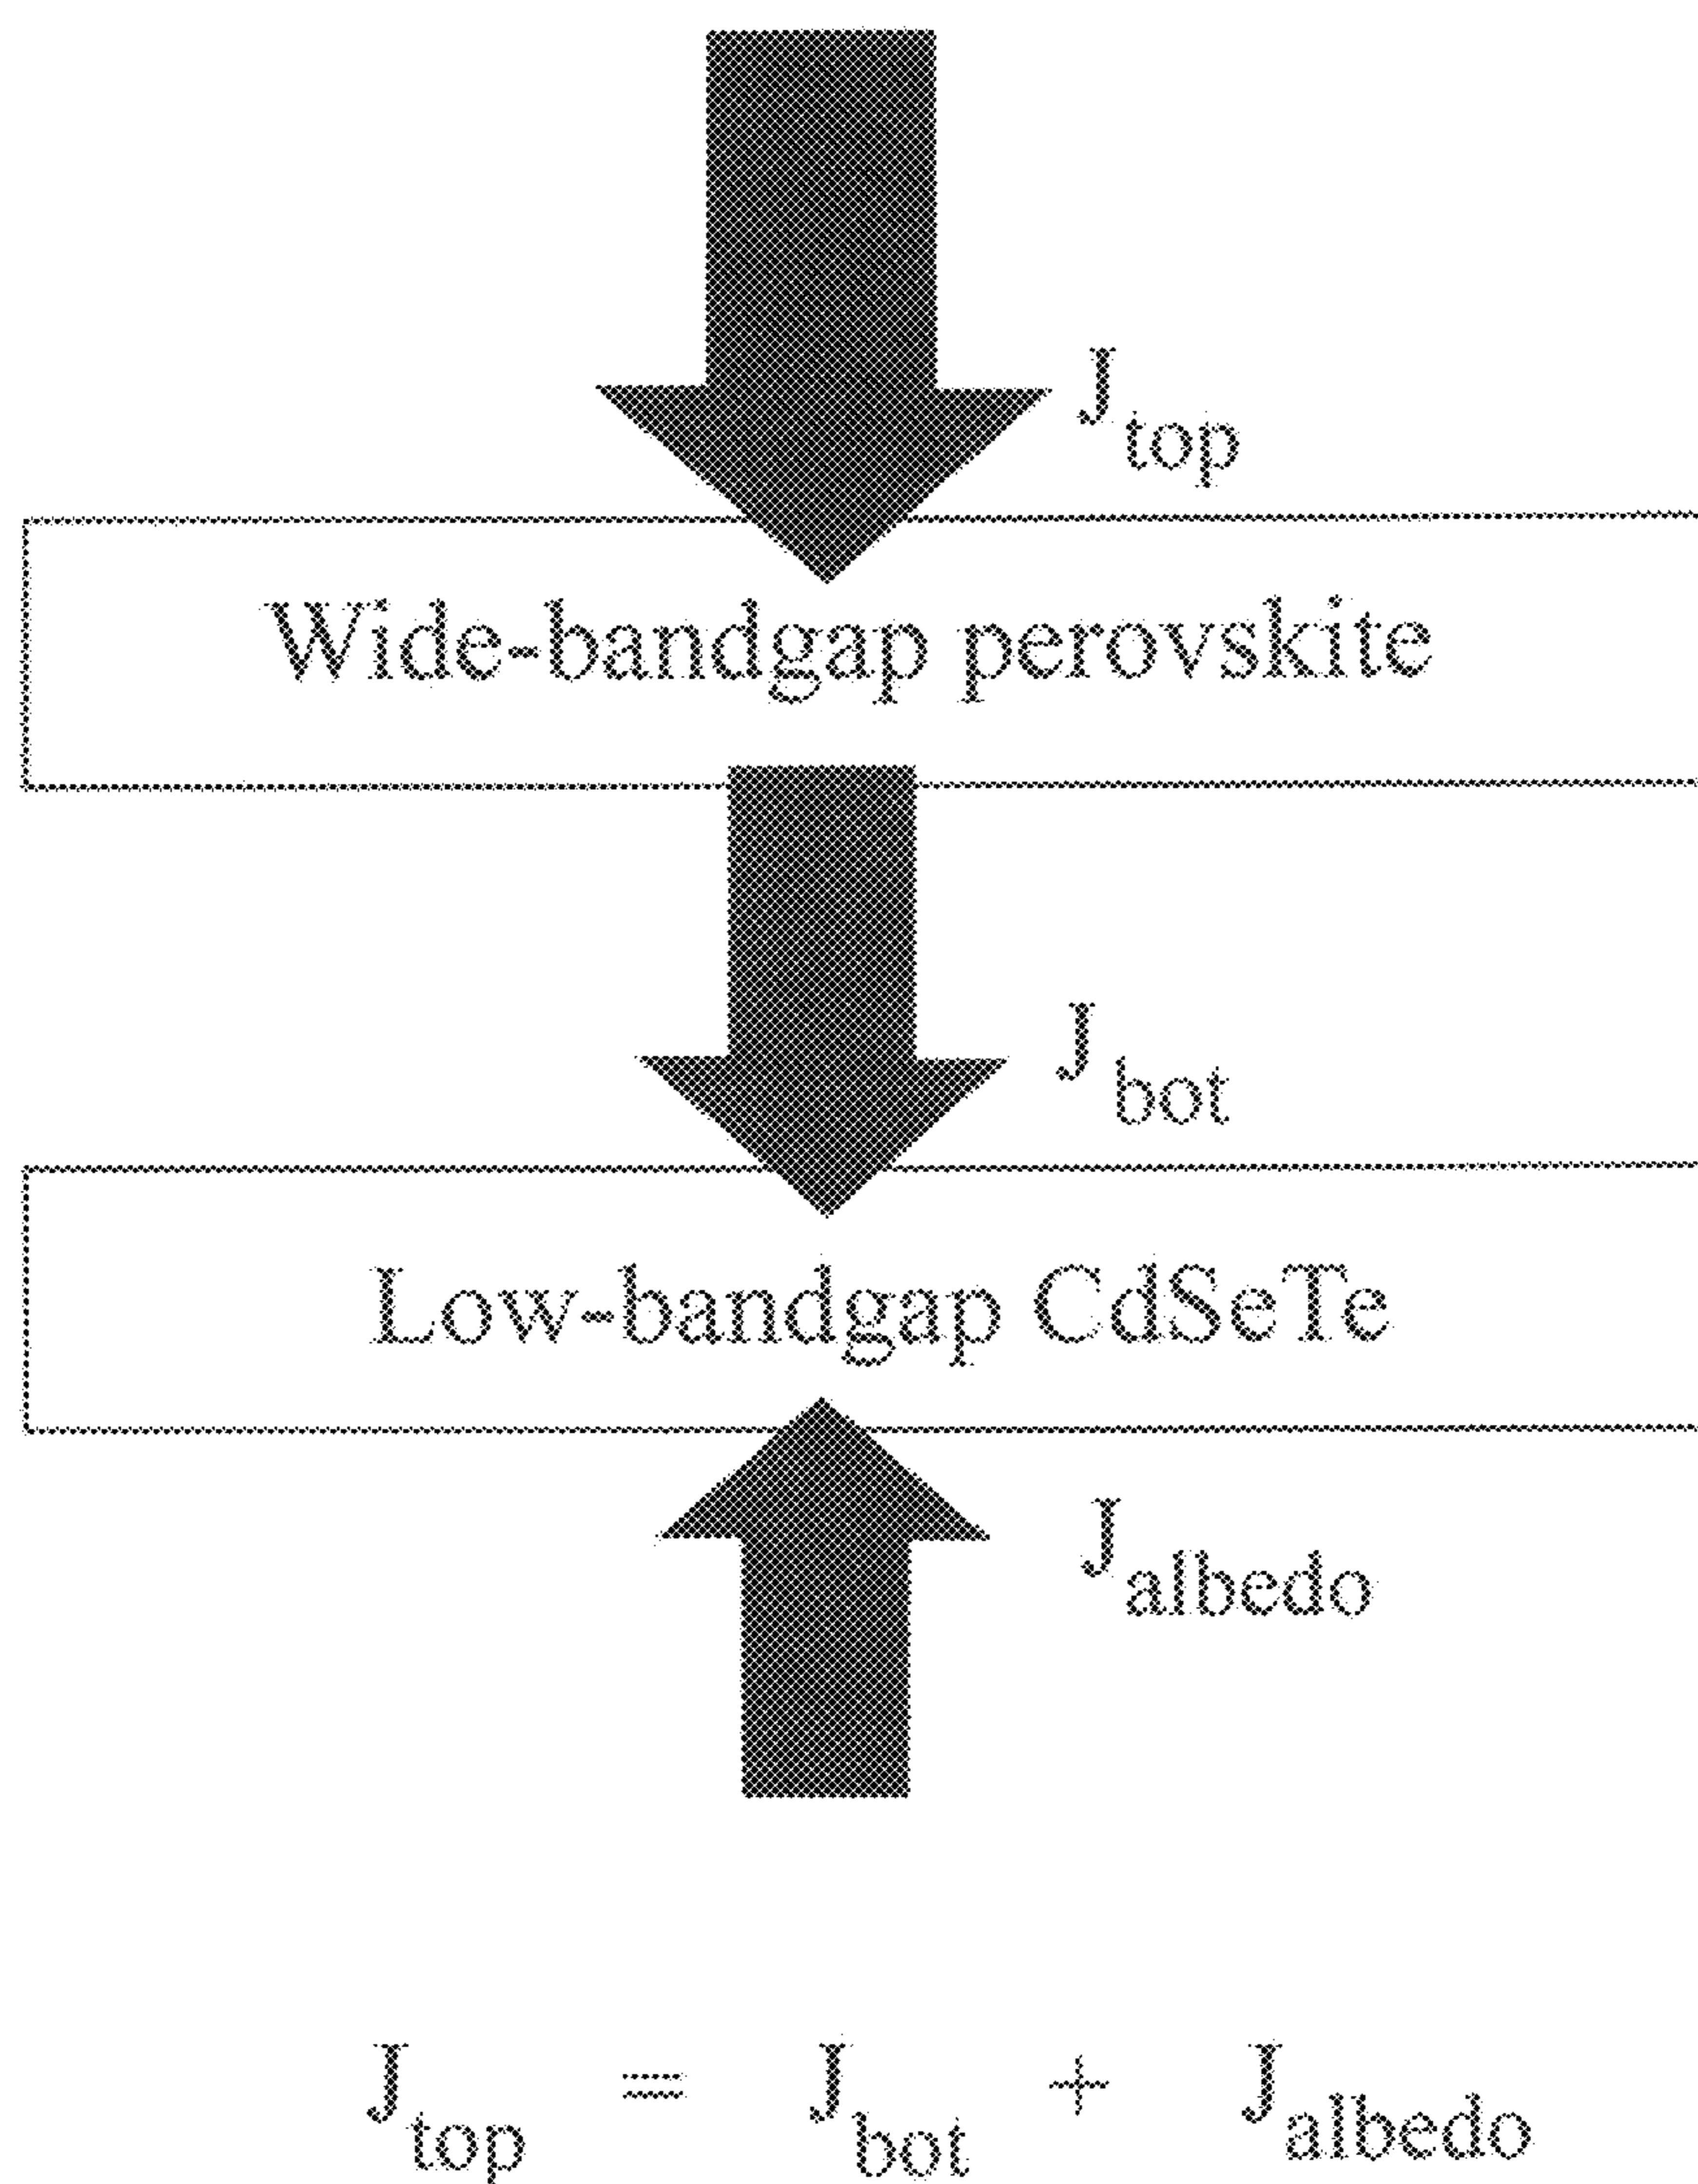 J_top
Wide-bandgap perovskite
J_bot
Low-bandgap CdSeTe
J_albedo
J_top = J_bot + J_albedo